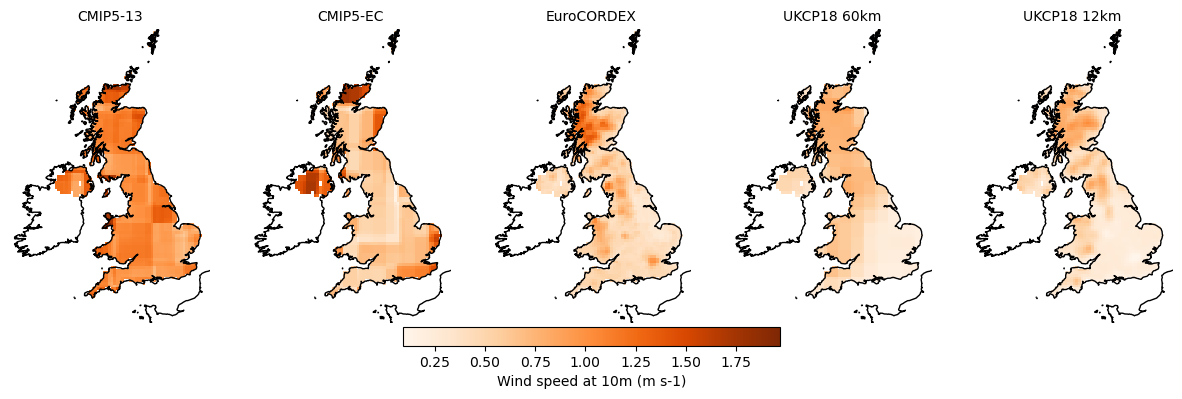 CMIP5-13 CMIP5-EC EuroCORDEX UKCP18 60km UKCP18 12km
0.25 0.50 0.75 1.00 1.25 1.50 1.75
Wind speed at 10m (m s-1)